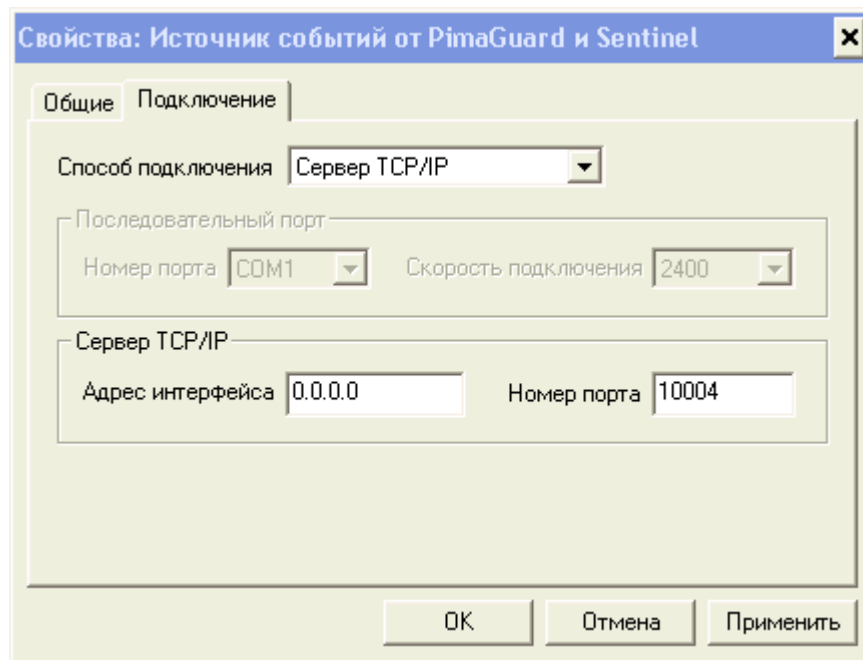 Свойства: Источник событий от PimaGuard и Sentinel
Общие Подключение
Способ подключения Сервер TCP/IP
Последовательный порт
Номер порта COM1 Скорость подключения 2400
Сервер TCP/IP
Адрес интерфейса 0.0.0.0 Номер порта 10004
OK Отмена Применить